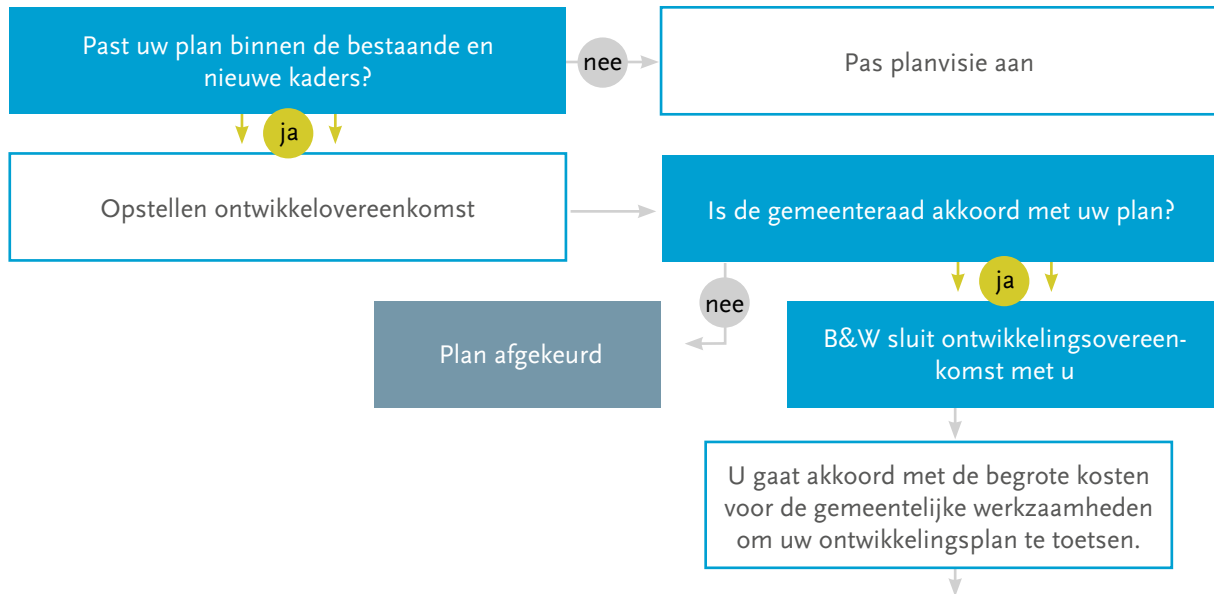 Past uw plan binnen de bestaande en
nieuwe kaders?
nee
Pas planvisie aan
ja
Opstellen ontwikkelovereenkomst
Is de gemeenteraad akkoord met uw plan?
nee
ja
Plan afgekeurd
B&W sluit ontwikkelingsovereen-
komst met u
U gaat akkoord met de begrote kosten
voor de gemeentelijke werkzaamheden
om uw ontwikkelingsplan te toetsen.